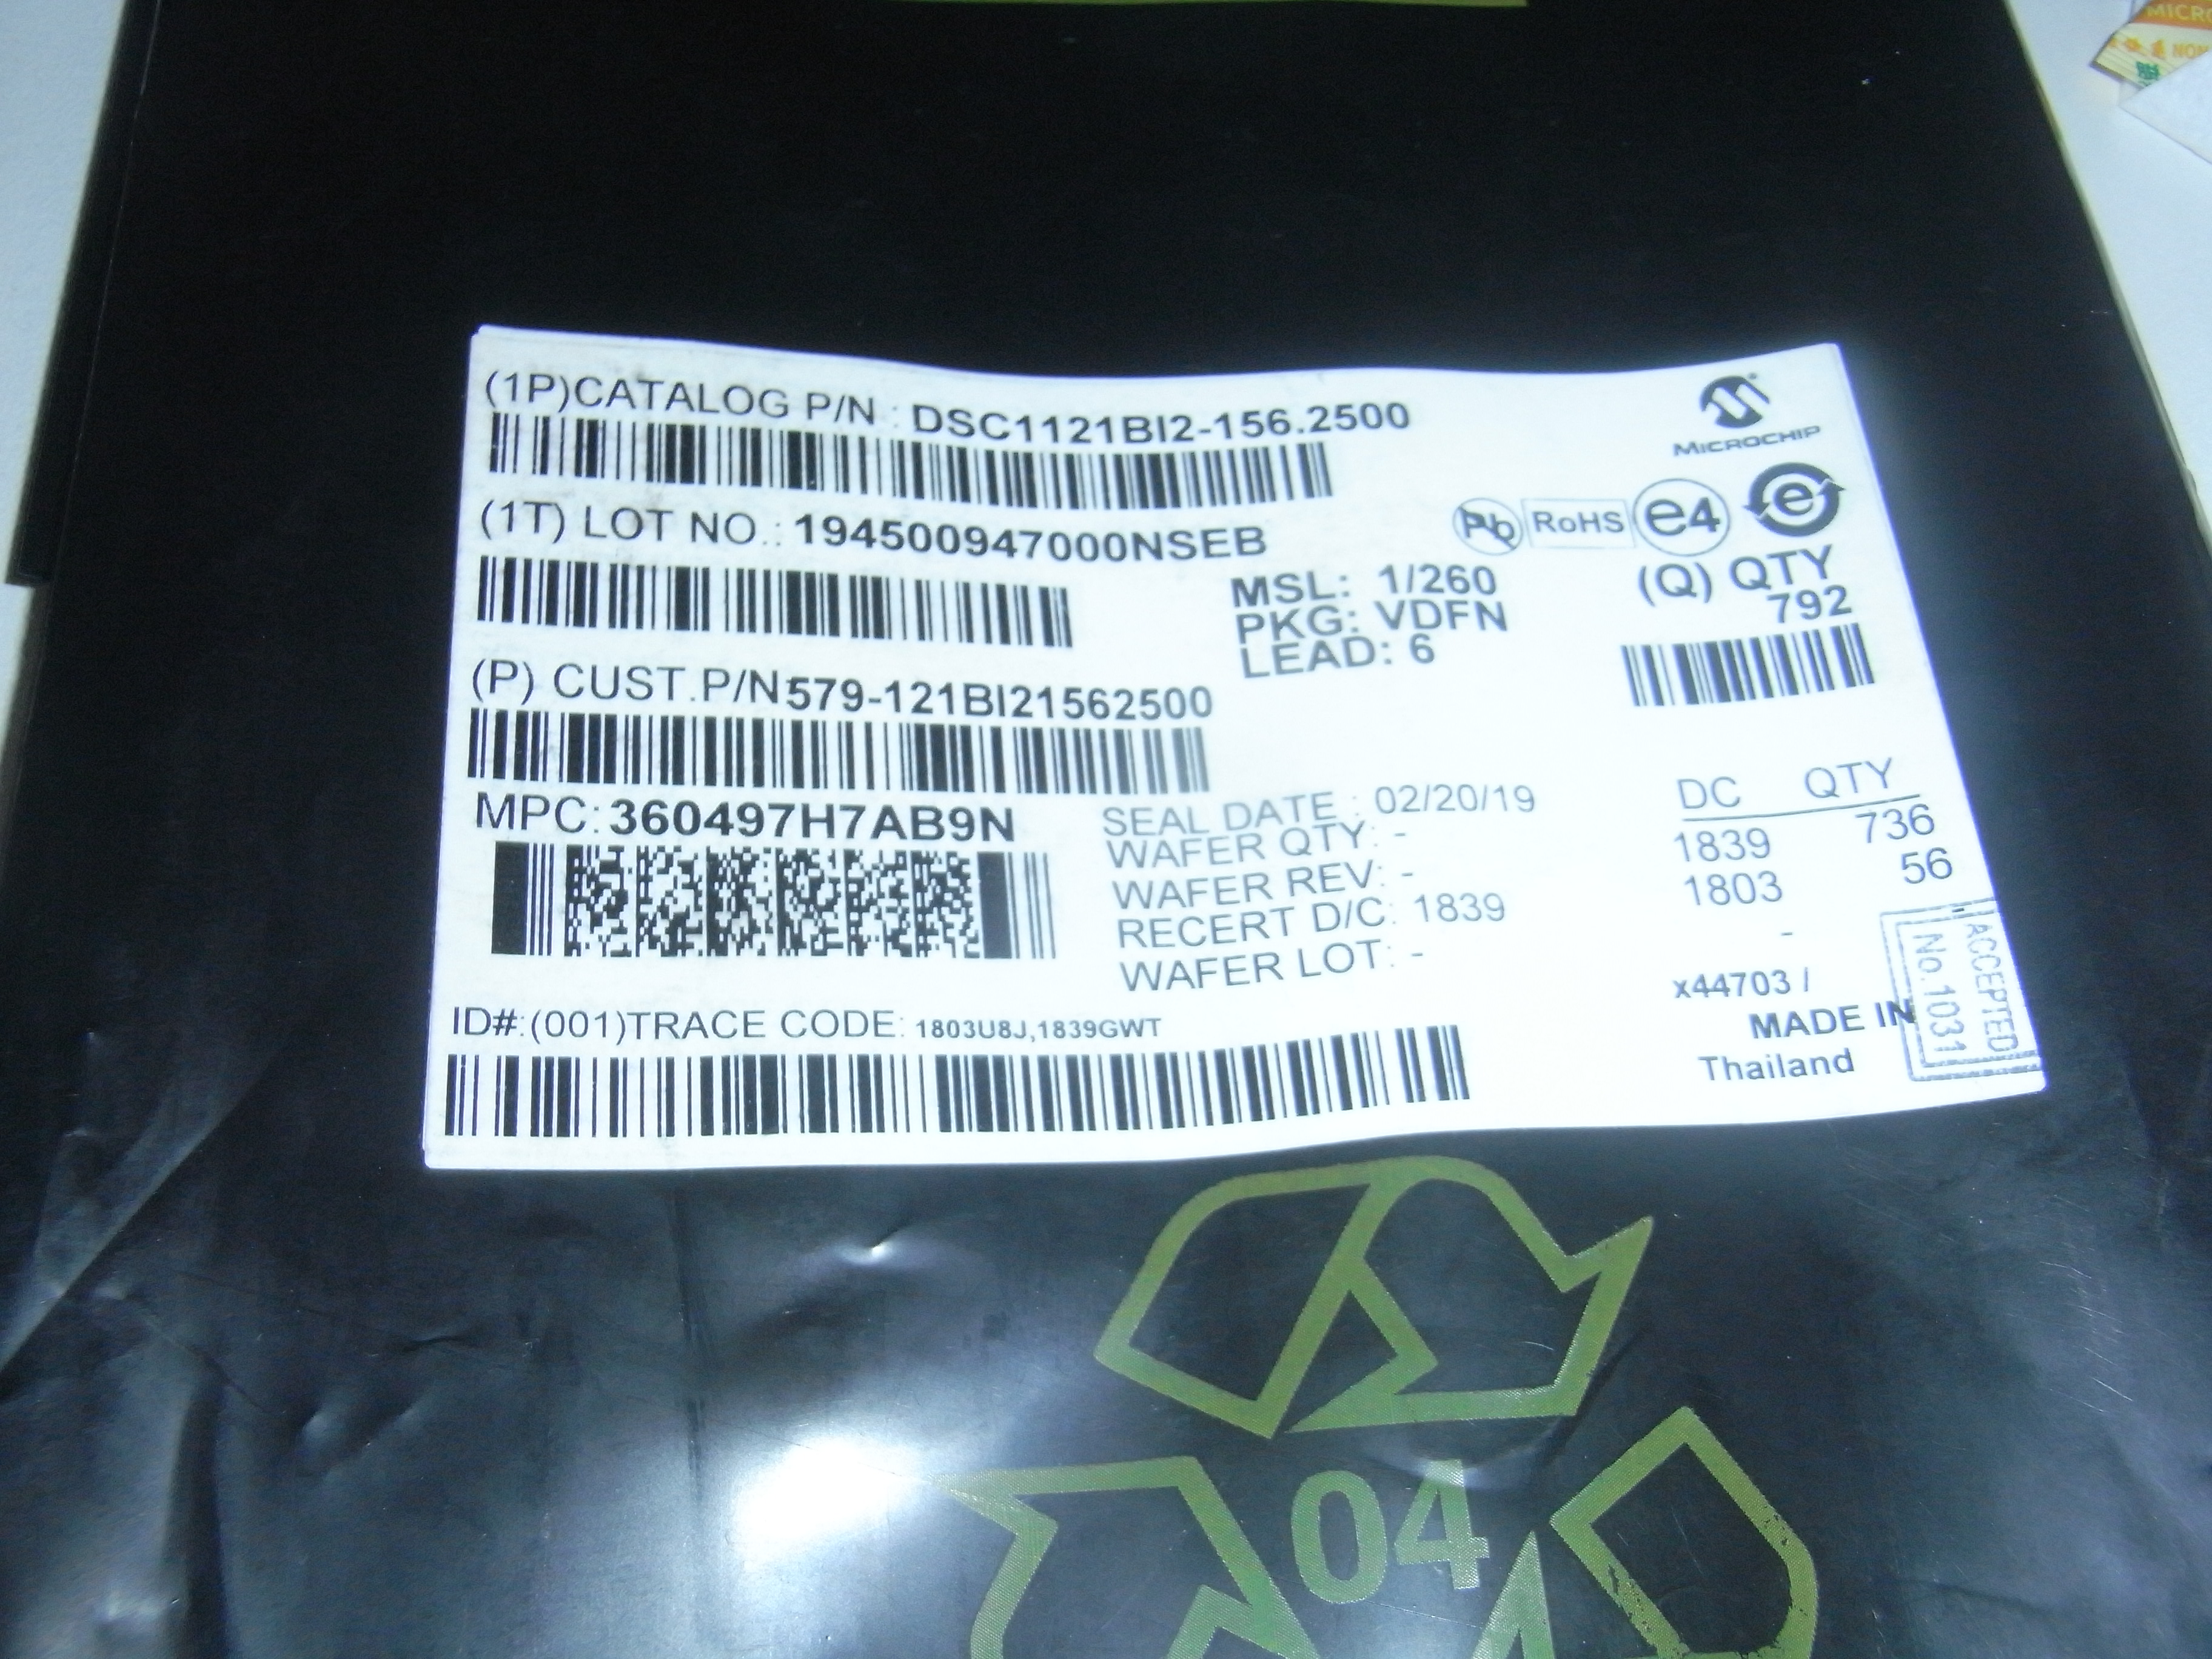 (1P)CATALOG P/N : DSC1121BI2-156.2500
MICROCHIP
(1T) LOT NO.: 194500947000NSEB
Pb RoHS e4 e
MSL: 1/260
PKG: VDFN
LEAD: 6
(Q) QTY
792
(P) CUST.P/N579-121BI21562500
MPC:360497H7AB9N
SEAL DATE : 02/20/19
WAFER QTY: -
WAFER REV: -
RECERT D/C: 1839
WAFER LOT: -
DC QTY
1839 736
1803 56
-
x44703 /
MADE IN
Thailand
ACCEPTED
No.1031
ID#:(001)TRACE CODE: 1803U8J,1839GWT
04
MICRO
NON